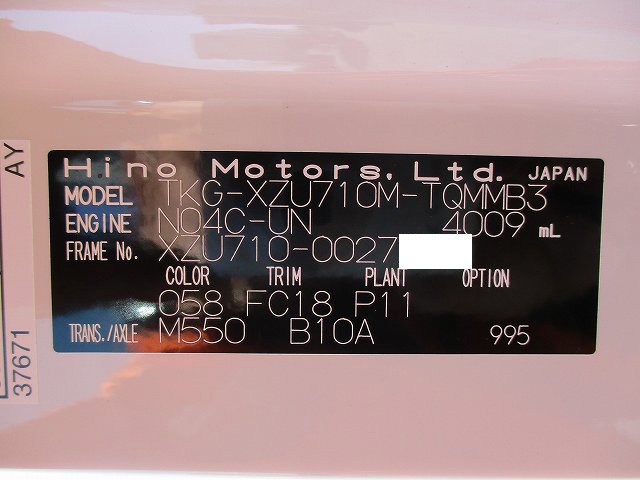 Hino Motors, Ltd. JAPAN
MODEL TKG-XZU710M-TQMMB3
ENGINE N04C-UN 4009 mL
FRAME No. XZU710-0027
COLOR TRIM PLANT OPTION
058 FC18 P11
TRANS./AXLE M550 B10A 995
AY
37671